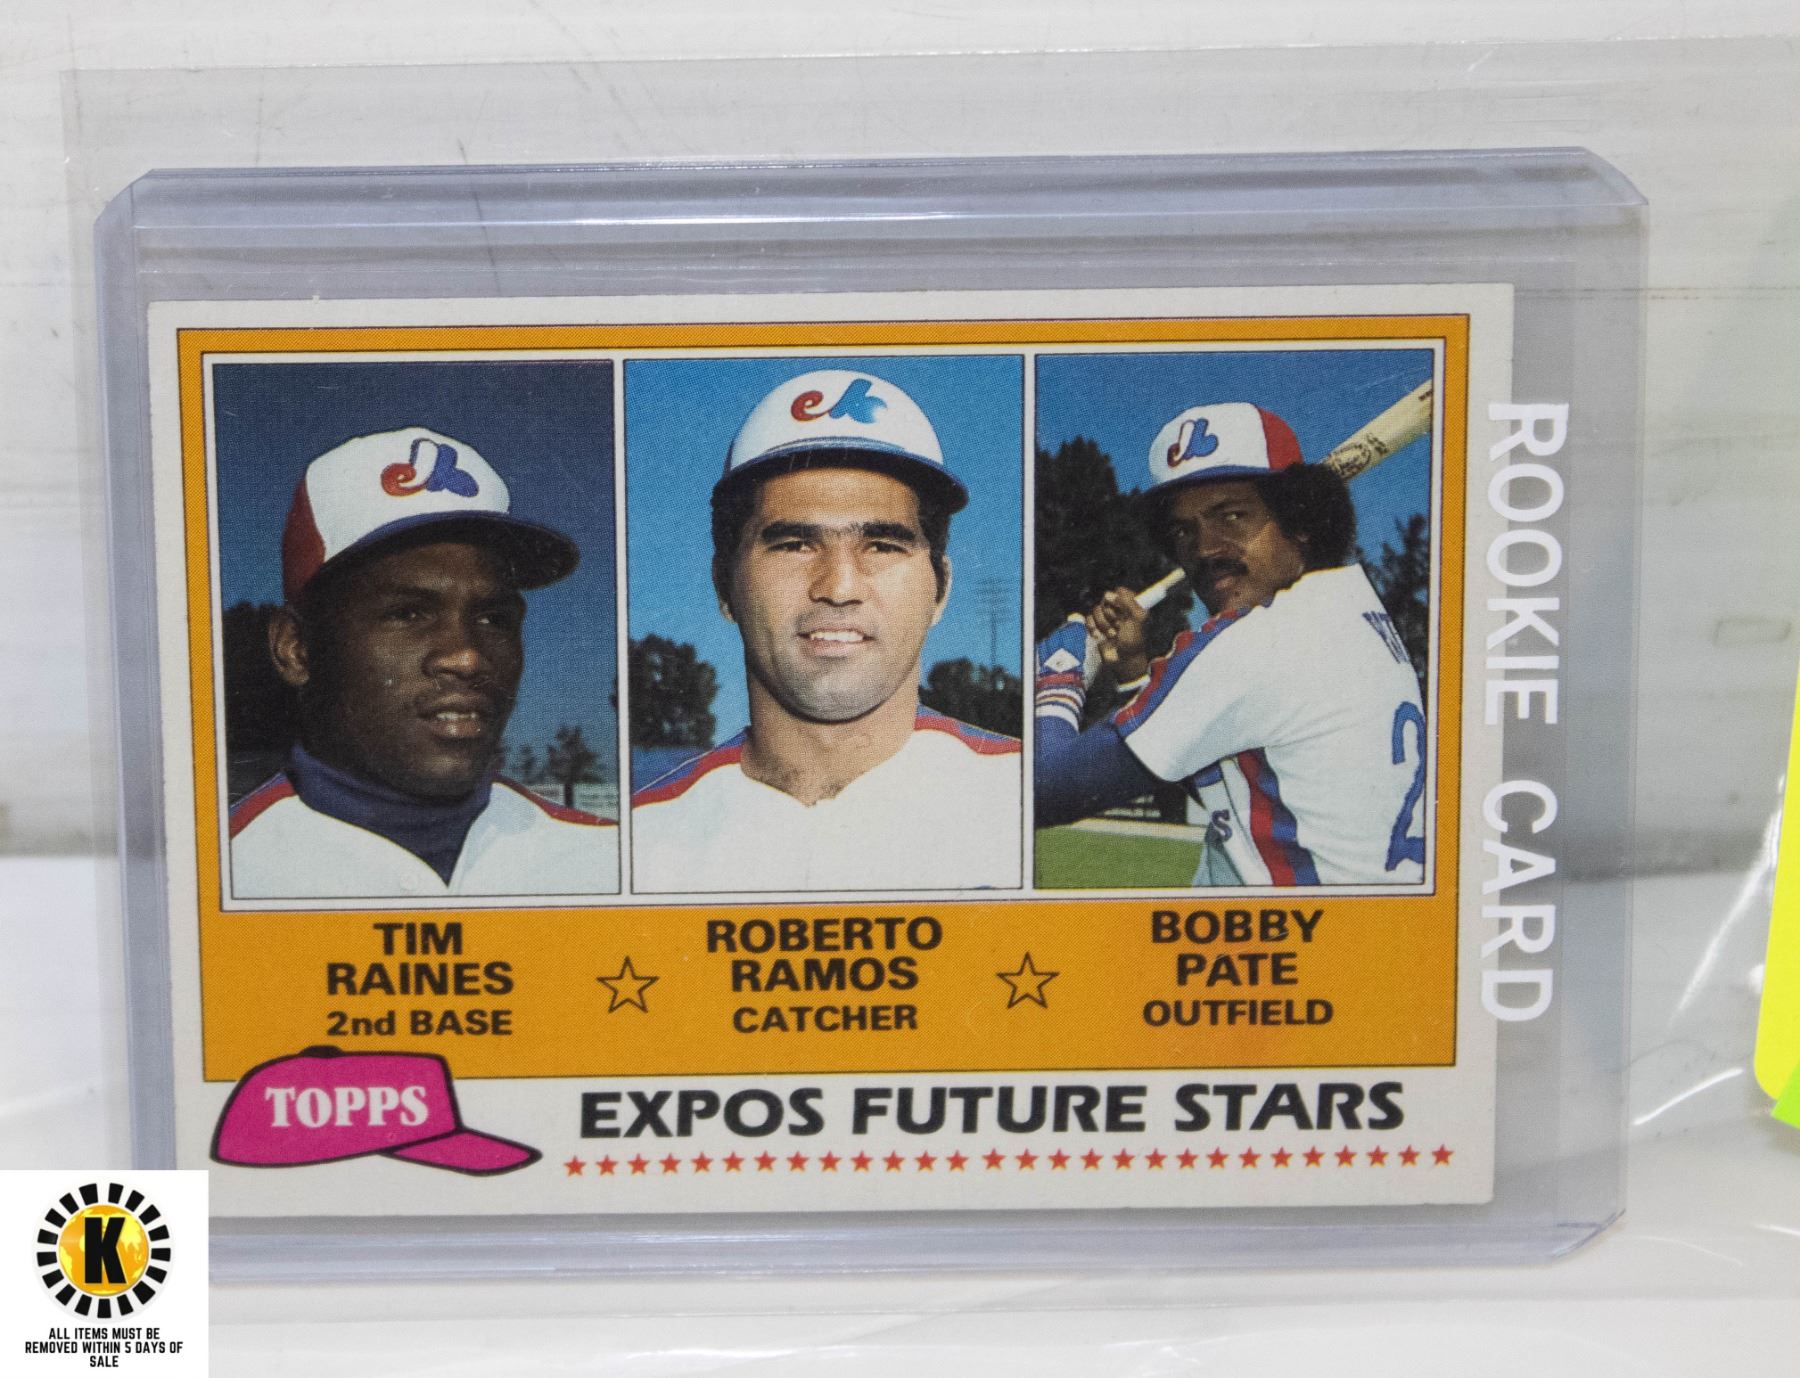 TIM
RAINES
2nd BASE
ROBERTO
RAMOS
CATCHER
BOBBY
PATE
OUTFIELD
TOPPS
EXPOS FUTURE STARS
ROOKIE CARD
K
ALL ITEMS MUST BE
REMOVED WITHIN 5 DAYS OF
SALE